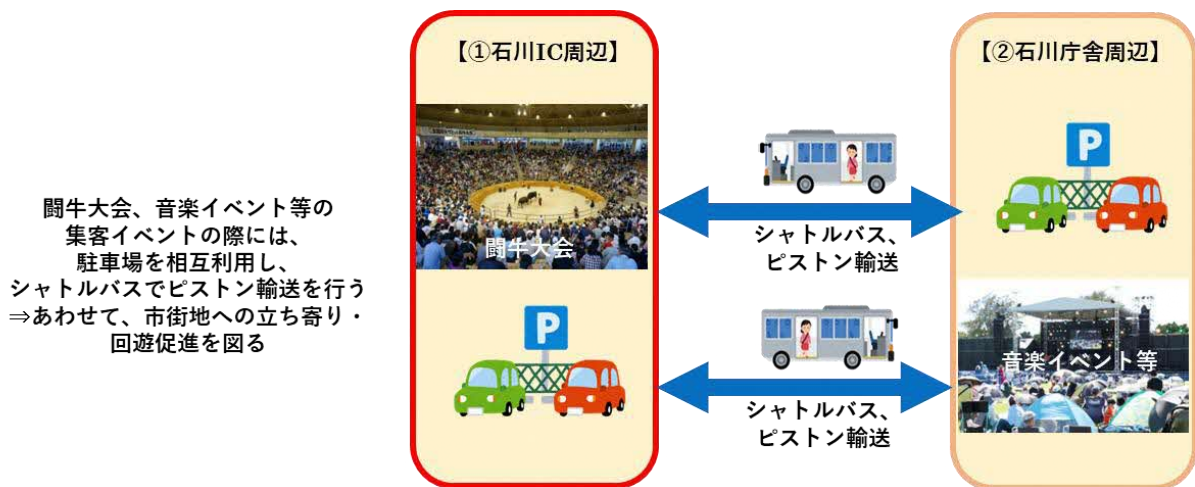 闘牛大会、音楽イベント等の
集客イベントの際には、
駐車場を相互利用し、
シャトルバスでピストン輸送を行う
⇒あわせて、市街地への立ち寄り・
回遊促進を図る
【①石川IC周辺】
闘牛大会
P
シャトルバス、
ピストン輸送
シャトルバス、
ピストン輸送
【②石川庁舎周辺】
P
音楽イベント等